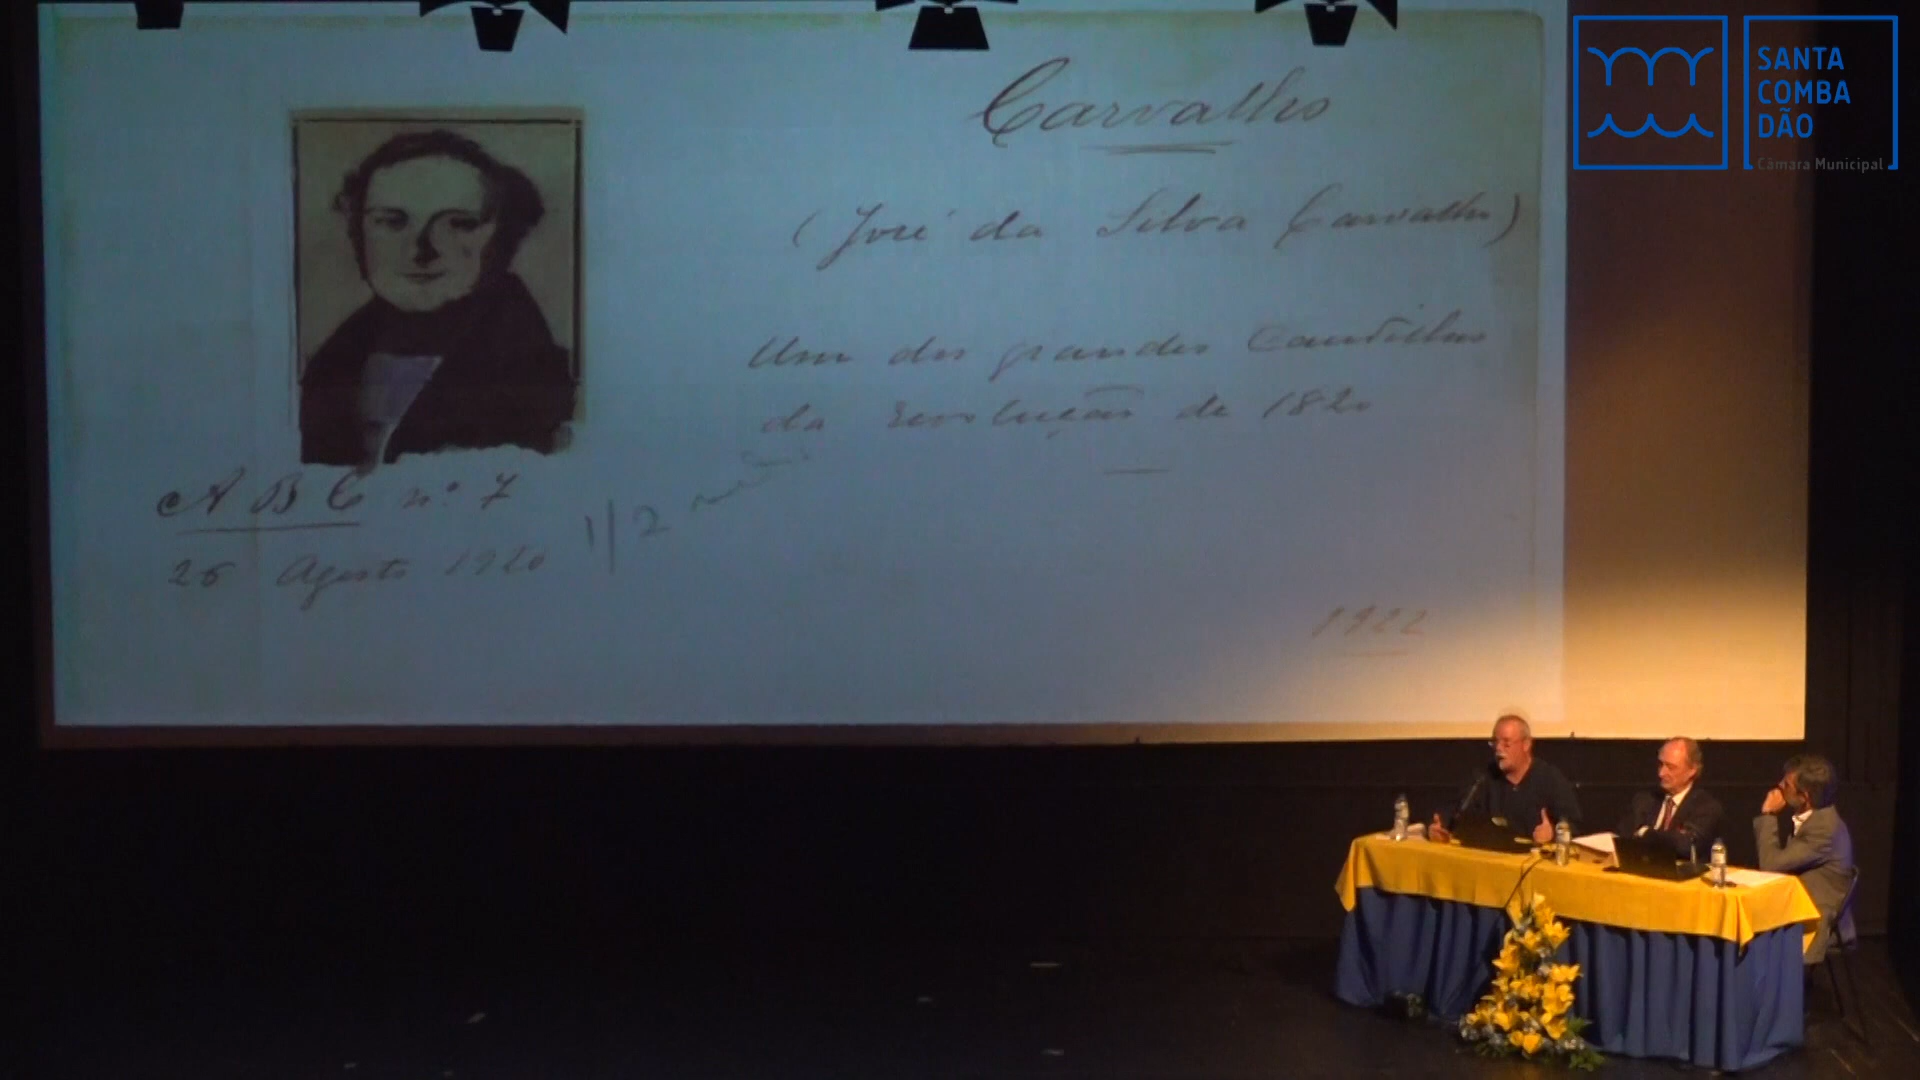 Carvalho
(José da Silva Carvalho)
Um dos grandes Caudilhos
da revolução de 1820
A B C nº 7
26 Agosto 1920
1/2
1922
SANTA
COMBA
DÃO
Câmara Municipal